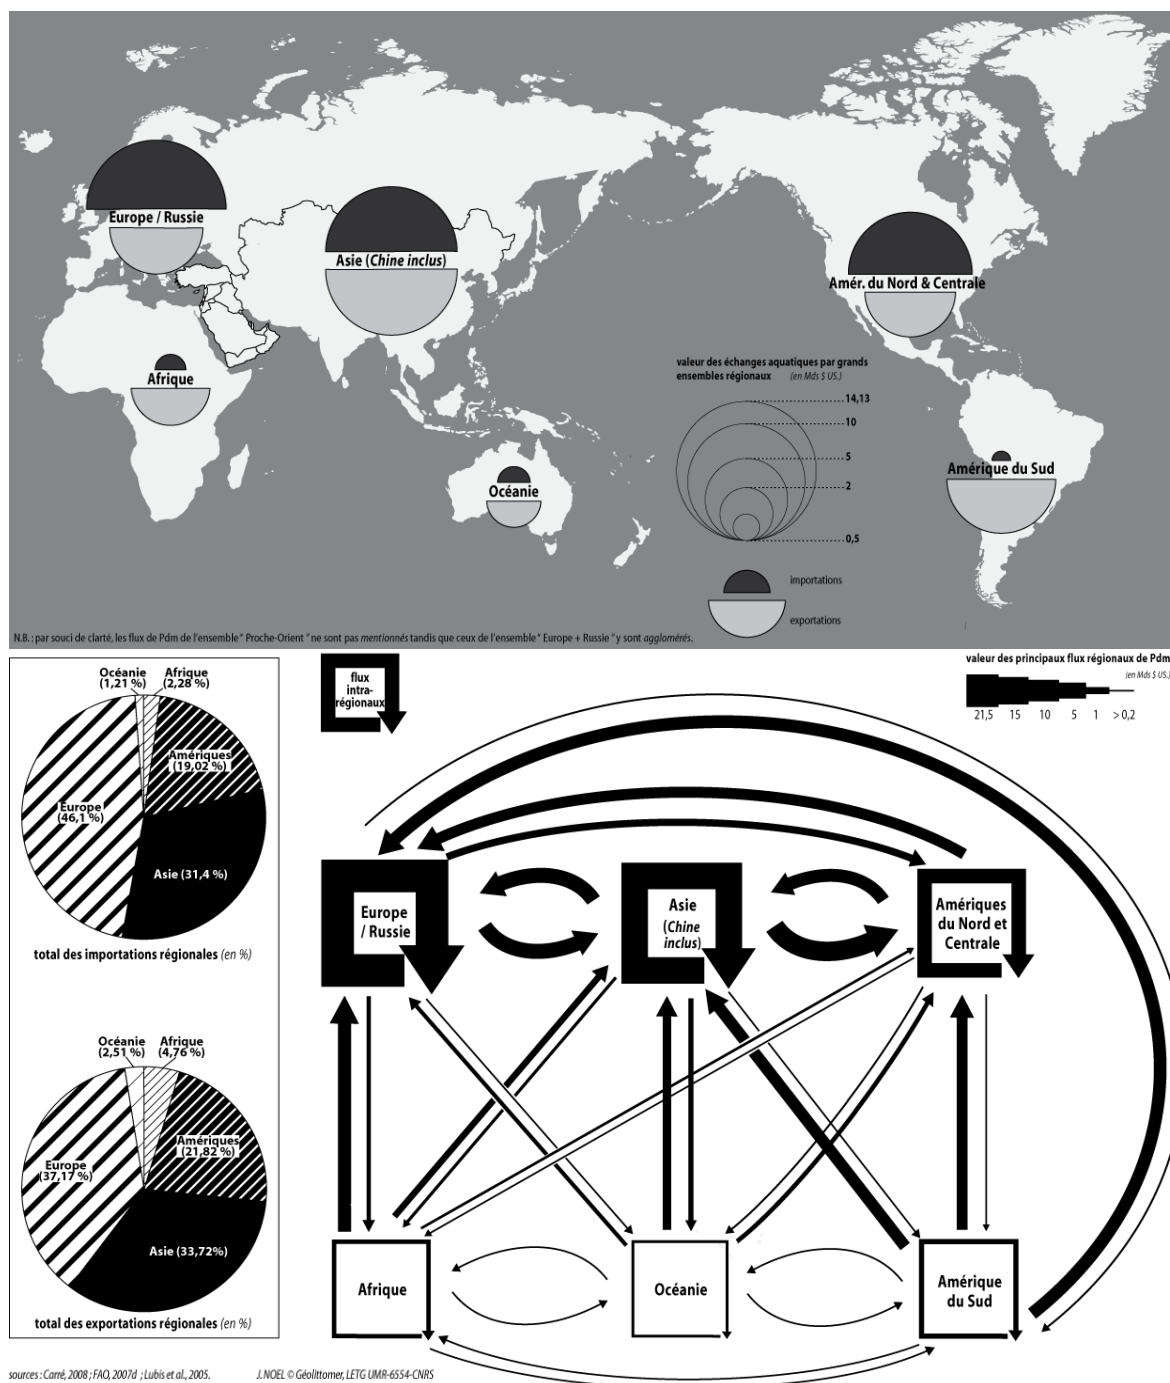 Europe / Russie
Asie (Chine inclus)
Amér. du Nord & Centrale
Afrique
Océanie
Amérique du Sud
valeur des échanges aquatiques par grands
ensembles régionaux (en Mds $ US.)
14,13
10
5
2
0,5
importations
exportations
N.B. : par souci de clarté, les flux de Pdm de l'ensemble " Proche-Orient " ne sont pas mentionnés tandis que ceux de l'ensemble " Europe + Russie " y sont agglomérés.
Océanie
(1,21 %)
Afrique
(2,28 %)
Amériques
(19,02 %)
Europe
(46,1 %)
Asie (31,4 %)
total des importations régionales (en %)
Océanie
(2,51 %)
Afrique
(4,76 %)
Amériques
(21,82 %)
Europe
(37,17 %)
Asie (33,72%)
total des exportations régionales (en %)
flux
intra-
régionaux
valeur des principaux flux régionaux de Pdm
(en Mds $ US.)
21,5 15 10 5 1 > 0,2
Europe
/ Russie
Asie
(Chine
inclus)
Amériques
du Nord et
Centrale
Afrique
Océanie
Amérique
du Sud
sources : Carré, 2008 ; FAO, 2007d ; Lubis et al., 2005.
J. NOEL © Géolittomer, LETG UMR-6554-CNRS